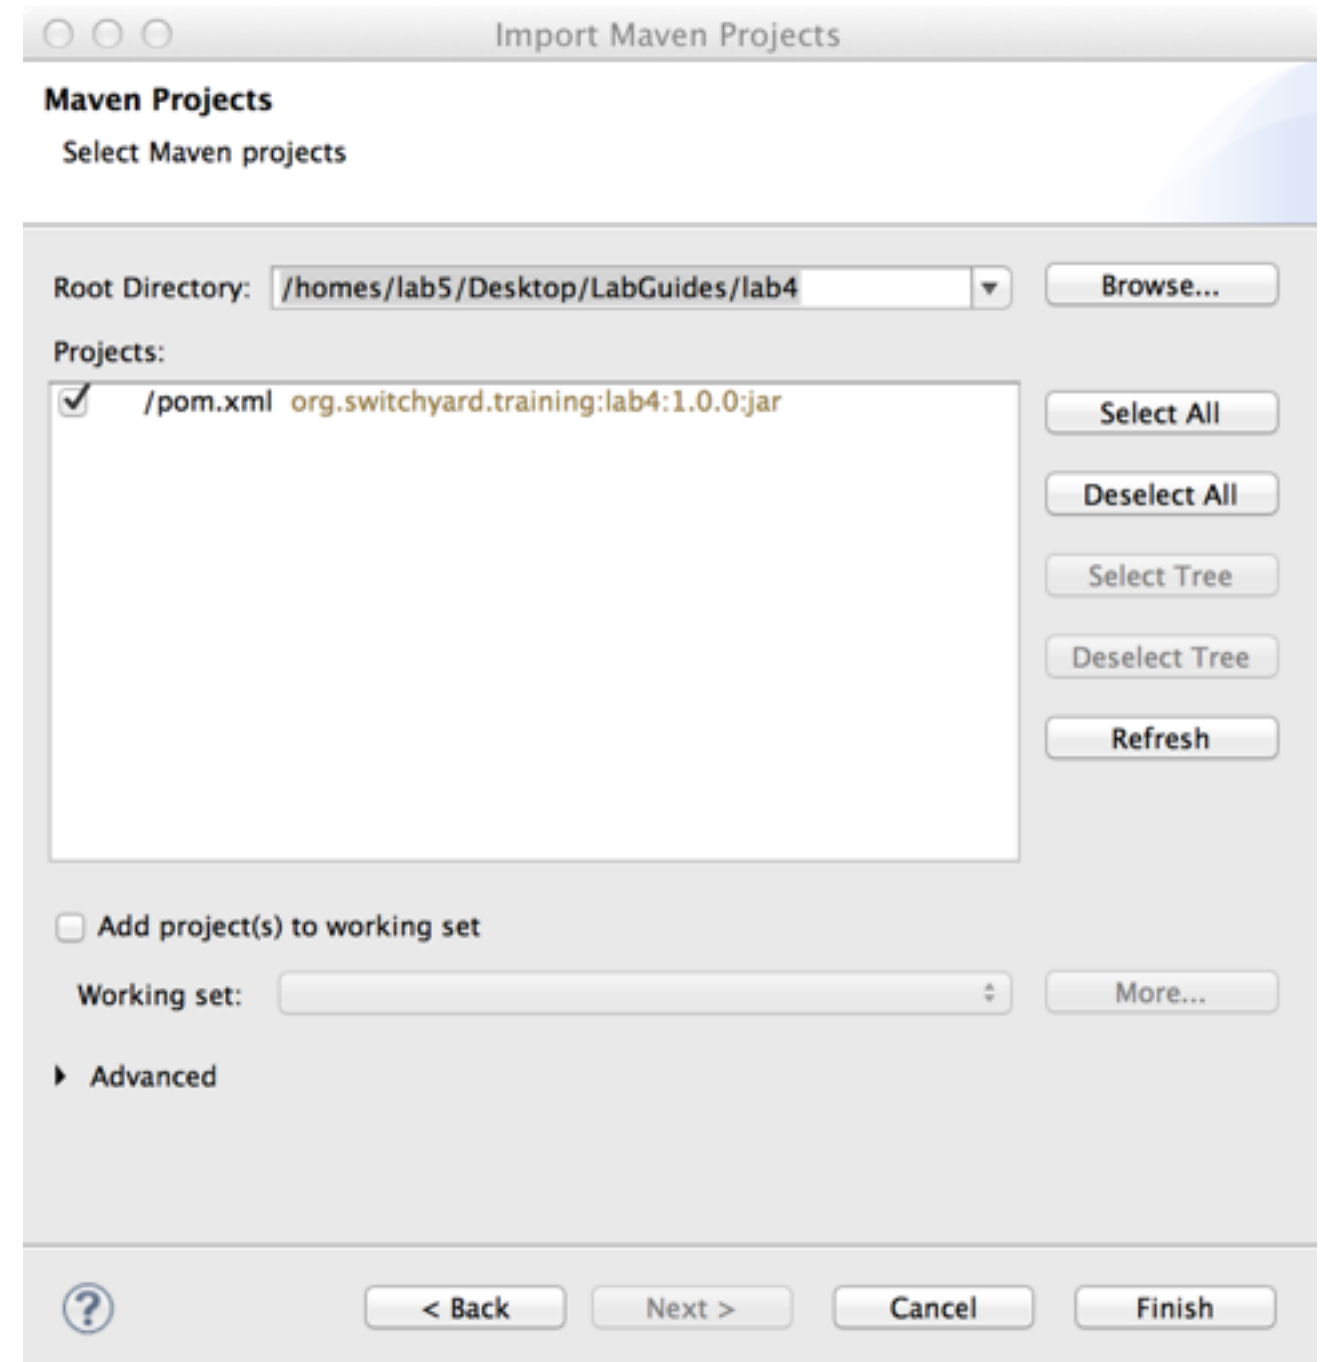 Import Maven Projects
Maven Projects
Select Maven projects
Root Directory: /homes/lab5/Desktop/LabGuides/lab4 Browse...
Projects:
/pom.xml org.switchyard.training:lab4:1.0.0:jar
Select All
Deselect All
Select Tree
Deselect Tree
Refresh
Add project(s) to working set
Working set: More...
Advanced
? < Back Next > Cancel Finish